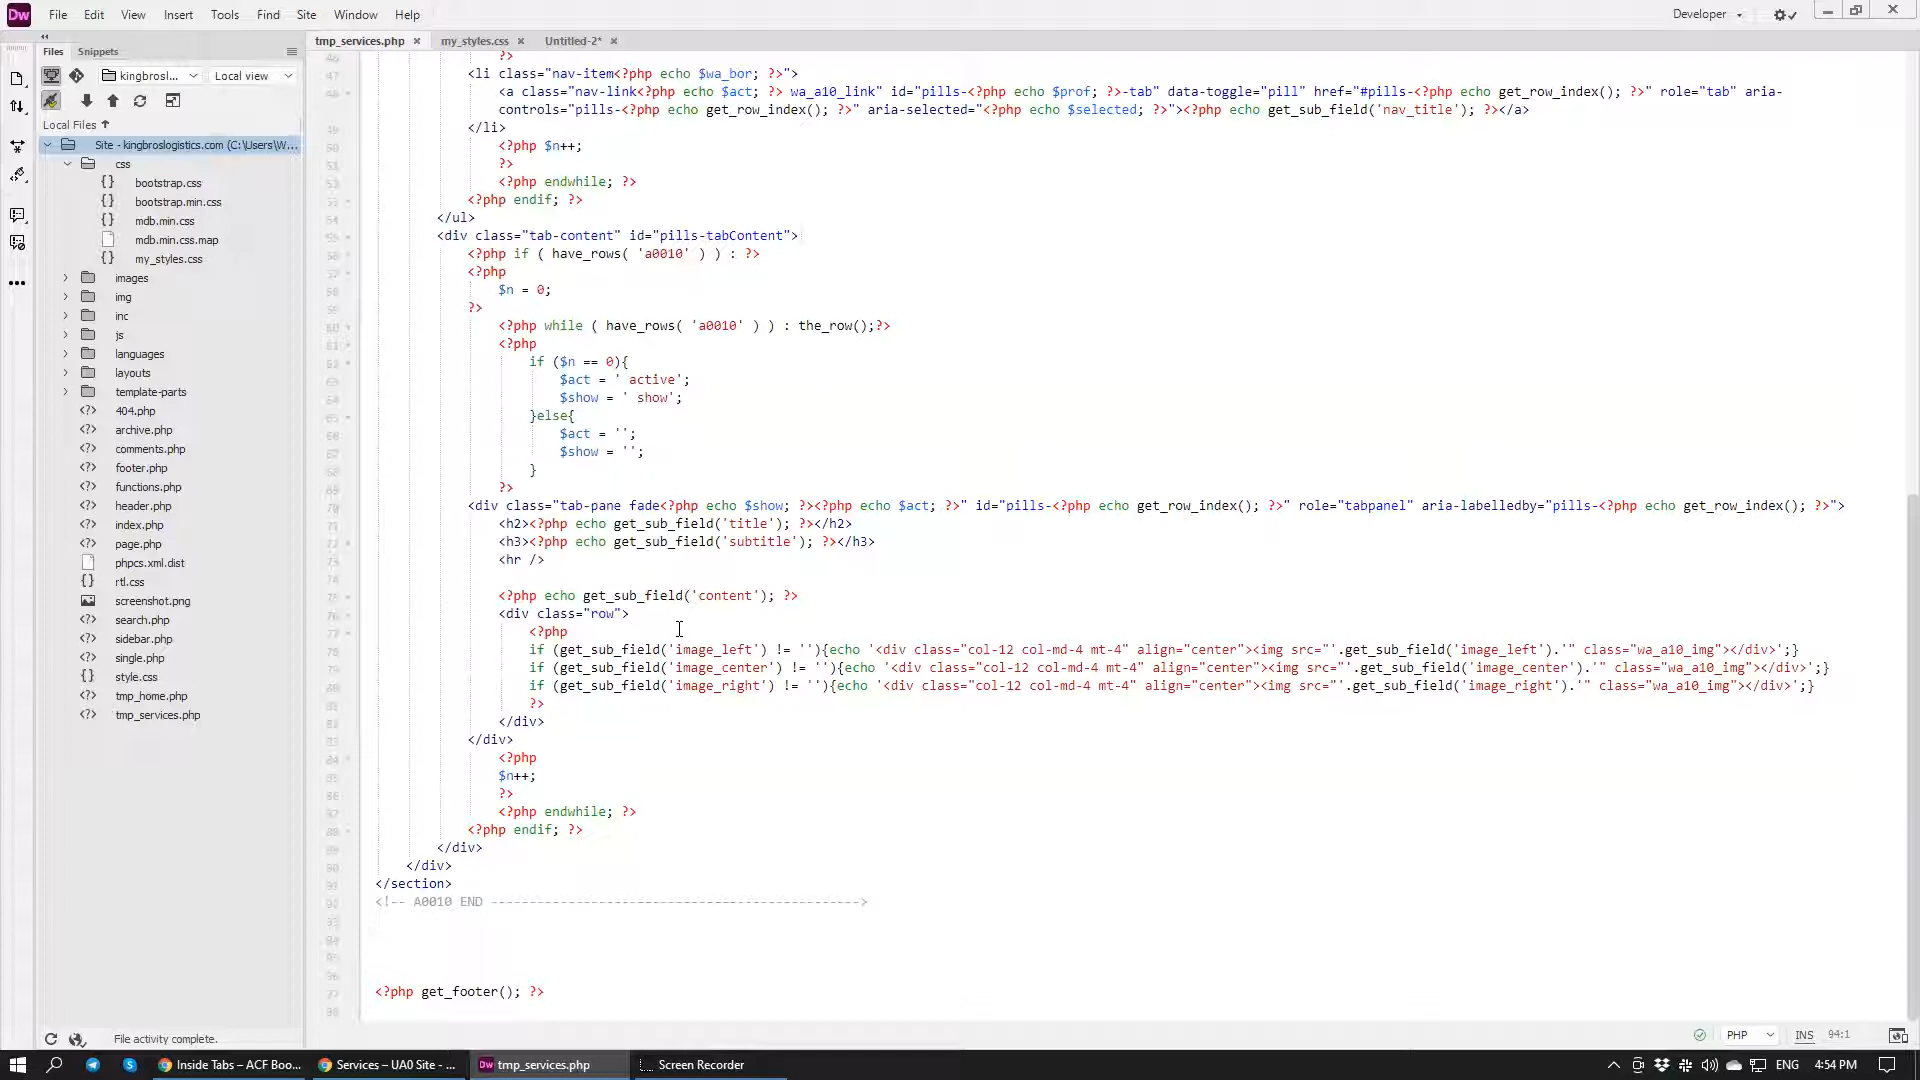 Dw File Edit View Insert Tools Find Site Window Help Developer
Files Snippets
tmp_services.php × my_styles.css × Untitled-2* ×
kingbrosl... Local view
Local Files
Site - kingbroslogistics.com (C:\Users\W...
css
bootstrap.css
bootstrap.min.css
mdb.min.css
mdb.min.css.map
my_styles.css
images
img
inc
js
languages
layouts
template-parts
404.php
archive.php
comments.php
footer.php
functions.php
header.php
index.php
page.php
phpcs.xml.dist
rtl.css
screenshot.png
search.php
sidebar.php
single.php
style.css
tmp_home.php
tmp_services.php
File activity complete.
?>
<li class="nav-item<?php echo $wa_bor; ?>">
<a class="nav-link<?php echo $act; ?> wa_a10_link" id="pills-<?php echo $prof; ?>-tab" data-toggle="pill" href="#pills-<?php echo get_row_index(); ?>" role="tab" aria-
controls="pills-<?php echo get_row_index(); ?>" aria-selected="<?php echo $selected; ?>"><?php echo get_sub_field('nav_title'); ?></a>
</li>
<?php $n++;
?>
<?php endwhile; ?>
<?php endif; ?>
</ul>
<div class="tab-content" id="pills-tabContent">
<?php if ( have_rows( 'a0010' ) ) : ?>
<?php
$n = 0;
?>
<?php while ( have_rows( 'a0010' ) ) : the_row();?>
<?php
if ($n == 0){
$act = ' active';
$show = ' show';
}else{
$act = '';
$show = '';
}
?>
<div class="tab-pane fade<?php echo $show; ?><?php echo $act; ?>" id="pills-<?php echo get_row_index(); ?>" role="tabpanel" aria-labelledby="pills-<?php echo get_row_index(); ?>">
<h2><?php echo get_sub_field('title'); ?></h2>
<h3><?php echo get_sub_field('subtitle'); ?></h3>
<hr />
<?php echo get_sub_field('content'); ?>
<div class="row">
<?php
if (get_sub_field('image_left') != ''){echo '<div class="col-12 col-md-4 mt-4" align="center"><img src="'.get_sub_field('image_left').'" class="wa_a10_img"></div>';}
if (get_sub_field('image_center') != ''){echo '<div class="col-12 col-md-4 mt-4" align="center"><img src="'.get_sub_field('image_center').'" class="wa_a10_img"></div>';}
if (get_sub_field('image_right') != ''){echo '<div class="col-12 col-md-4 mt-4" align="center"><img src="'.get_sub_field('image_right').'" class="wa_a10_img"></div>';}
?>
</div>
</div>
<?php
$n++;
?>
<?php endwhile; ?>
<?php endif; ?>
</div>
</div>
</section>
<!-- A0010 END ------------------------------------------------>
<?php get_footer(); ?>
PHP INS 94:1
Inside Tabs – ACF Boo... Services – UA0 Site - ... Dw tmp_services.php Screen Recorder ENG 4:54 PM